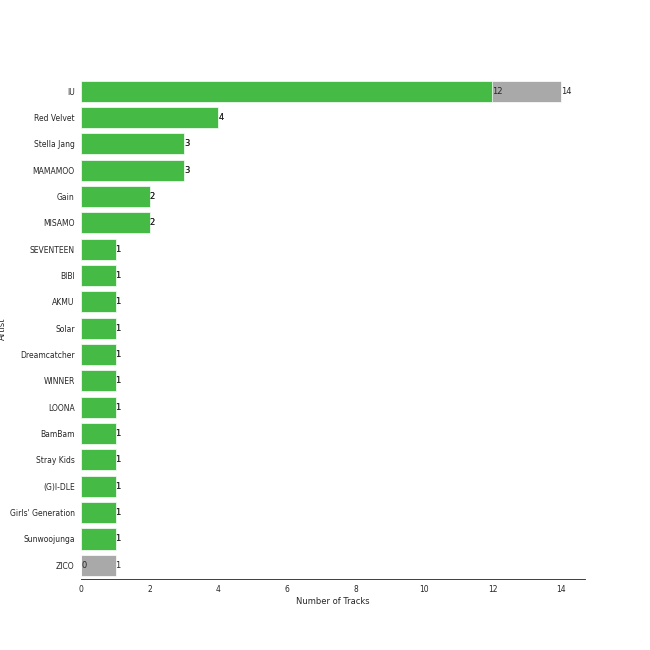 IU 12 14
Red Velvet 4
Stella Jang 3
MAMAMOO 3
Gain 2
MISAMO 2
SEVENTEEN 1
BIBI 1
AKMU 1
Solar 1
Artist
Dreamcatcher 1
WINNER 1
LOONA 1
BamBam 1
Stray Kids 1
(G)I-DLE 1
Girls' Generation 1
Sunwoojunga 1
ZICO 0 1
0 2 4 6 8 10 12 14
Number of Tracks